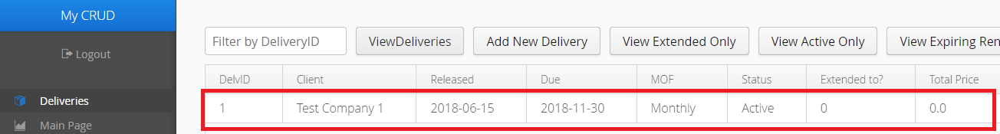 My CRUD
Logout
Deliveries
Main Page
Filter by DeliveryID ViewDeliveries Add New Delivery View Extended Only View Active Only View Expiring Ren
DelvID Client Released Due MOF Status Extended to? Total Price
1 Test Company 1 2018-06-15 2018-11-30 Monthly Active 0 0.0